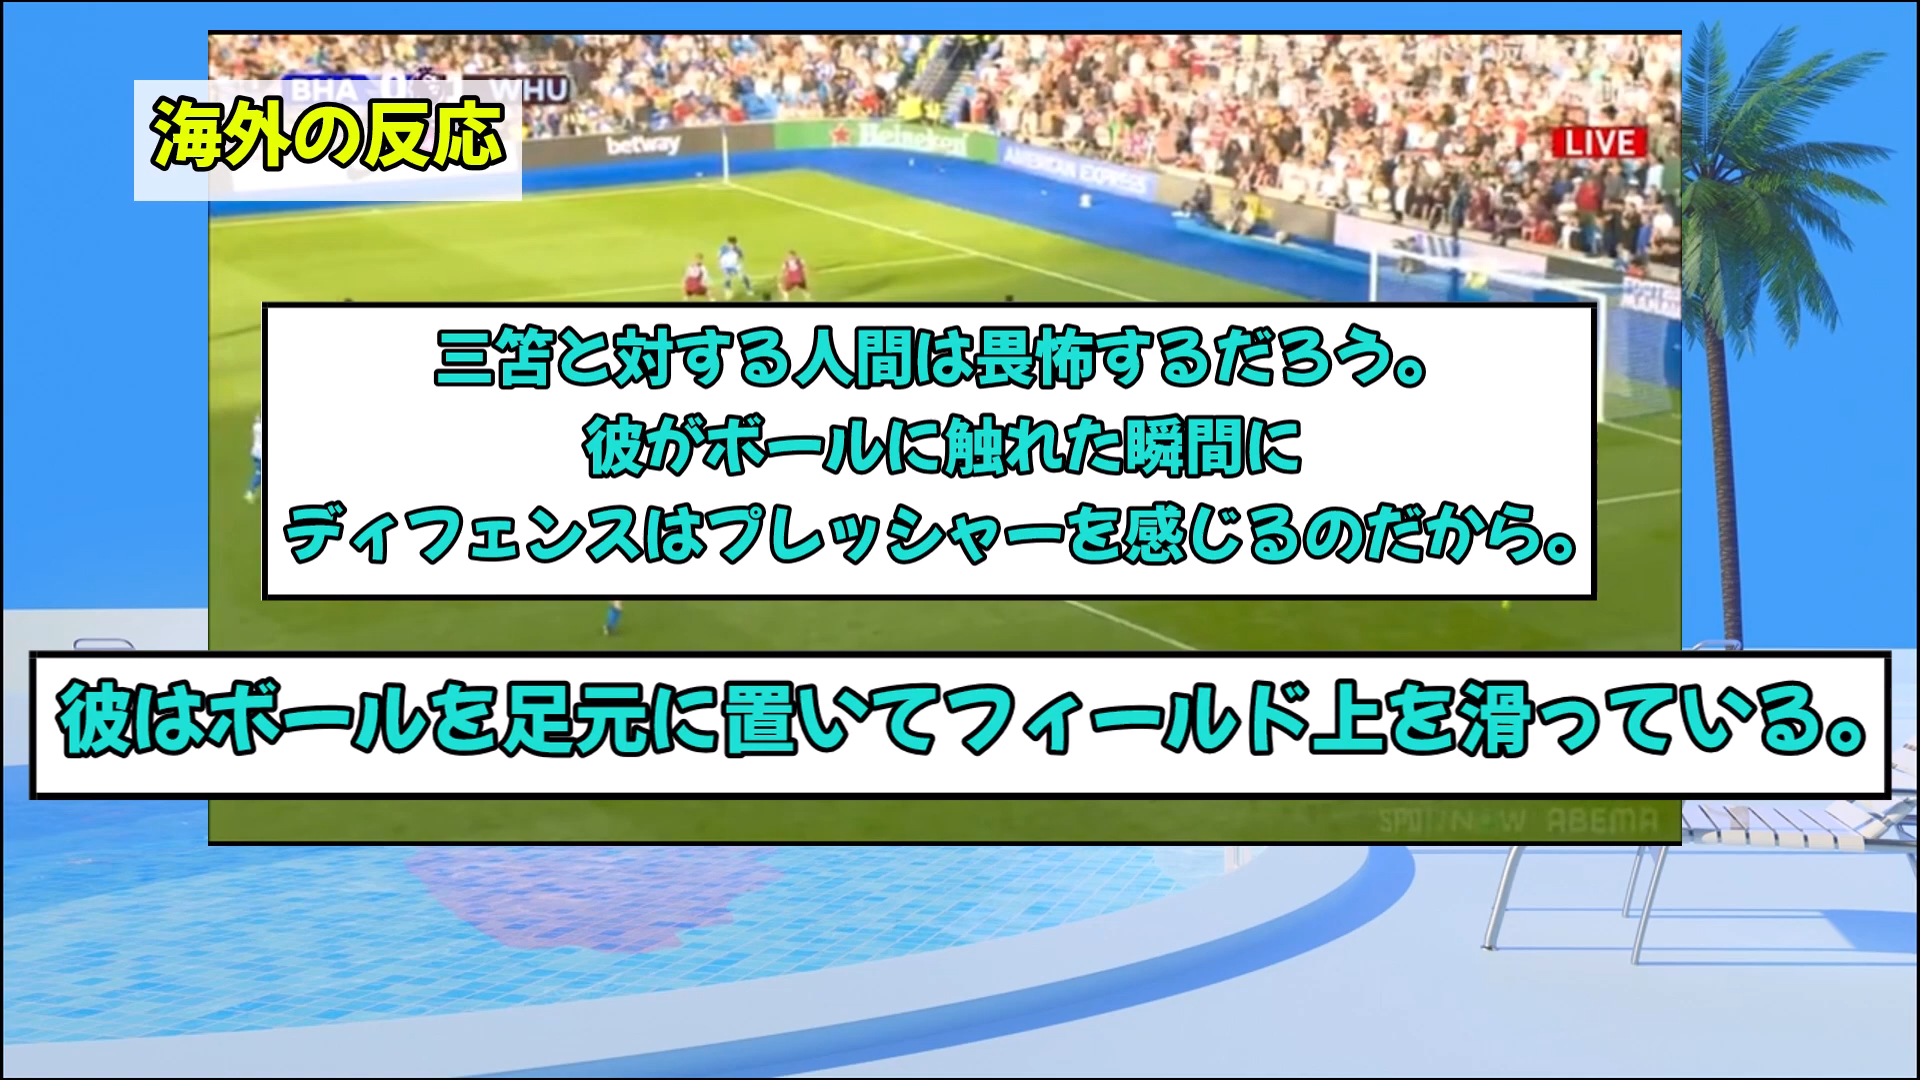 BHA 0 WHU
海外の反応
betway
Heineken
AMERICAN EXPRESS
LIVE
三笘と対する人間は畏怖するだろう。
彼がボールに触れた瞬間に
ディフェンスはプレッシャーを感じるのだから。
彼はボールを足元に置いてフィールド上を滑っている。
ABEMA